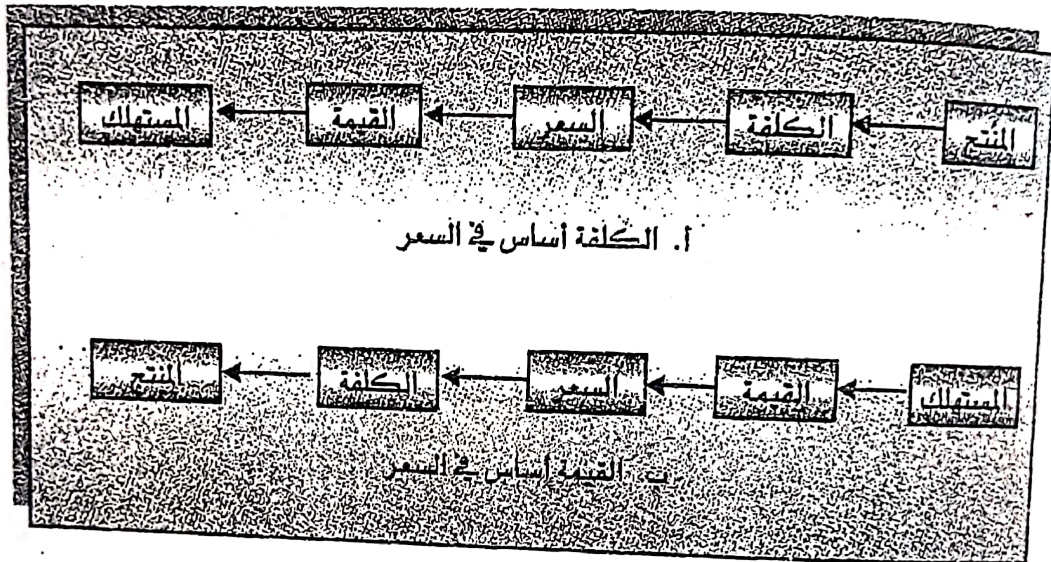 المنتج الكلفة السعر القيمة المستهلك
أ. الكلفة أساس في السعر
المستهلك القيمة السعر الكلفة المنتج
ب القيمة أساس في السعر